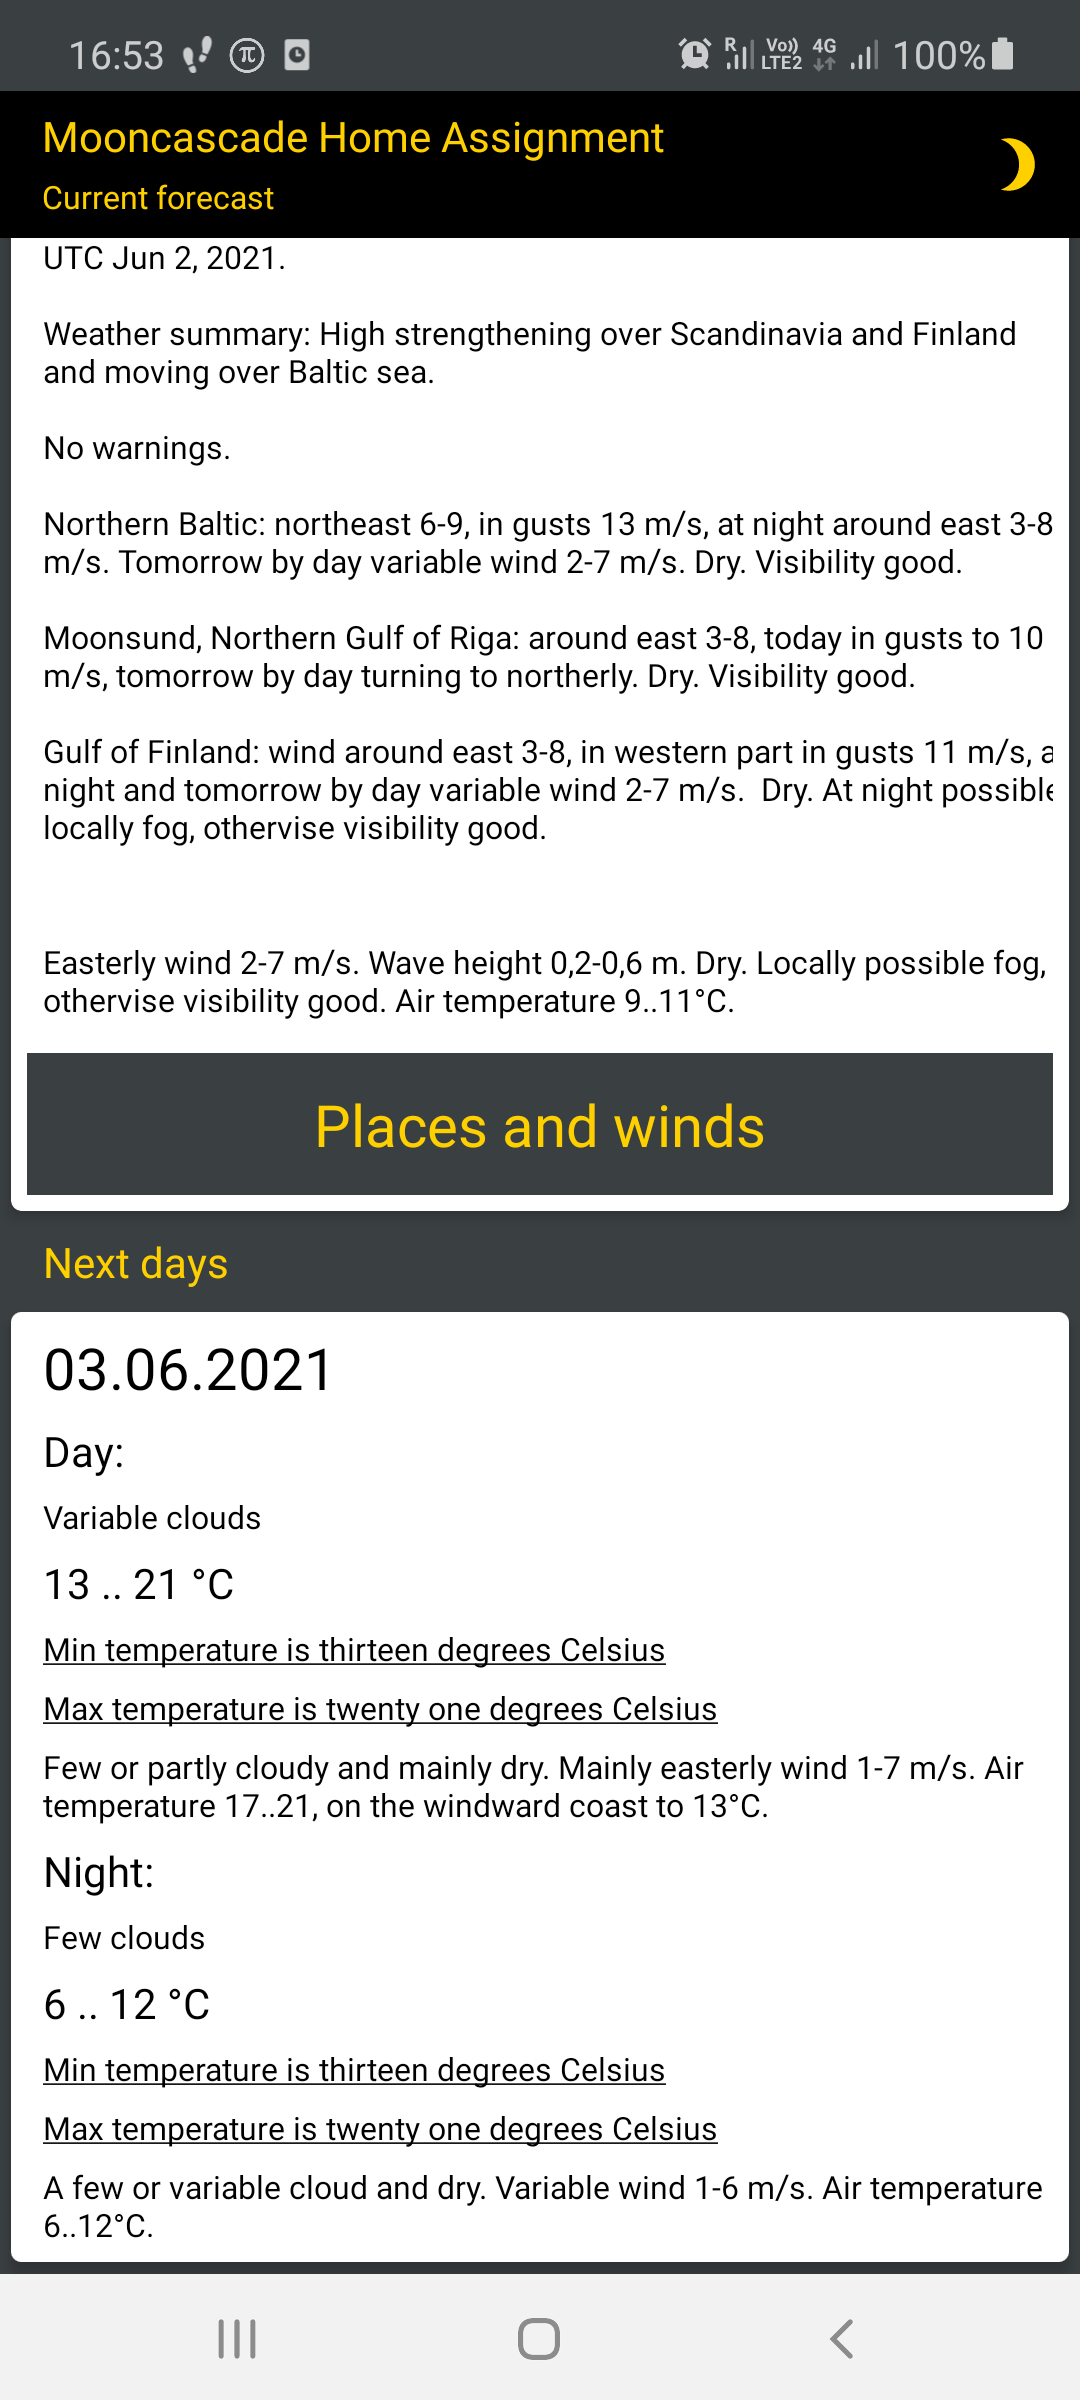 16:53
R
Vo))
LTE2
4G
100%
Mooncascade Home Assignment
Current forecast
UTC Jun 2, 2021.
Weather summary: High strengthening over Scandinavia and Finland
and moving over Baltic sea.
No warnings.
Northern Baltic: northeast 6-9, in gusts 13 m/s, at night around east 3-8
m/s. Tomorrow by day variable wind 2-7 m/s. Dry. Visibility good.
Moonsund, Northern Gulf of Riga: around east 3-8, today in gusts to 10
m/s, tomorrow by day turning to northerly. Dry. Visibility good.
Gulf of Finland: wind around east 3-8, in western part in gusts 11 m/s, a
night and tomorrow by day variable wind 2-7 m/s.  Dry. At night possible
locally fog, othervise visibility good.
Easterly wind 2-7 m/s. Wave height 0,2-0,6 m. Dry. Locally possible fog,
othervise visibility good. Air temperature 9..11°C.
Places and winds
Next days
03.06.2021
Day:
Variable clouds
13 .. 21 °C
Min temperature is thirteen degrees Celsius
Max temperature is twenty one degrees Celsius
Few or partly cloudy and mainly dry. Mainly easterly wind 1-7 m/s. Air
temperature 17..21, on the windward coast to 13°C.
Night:
Few clouds
6 .. 12 °C
Min temperature is thirteen degrees Celsius
Max temperature is twenty one degrees Celsius
A few or variable cloud and dry. Variable wind 1-6 m/s. Air temperature
6..12°C.